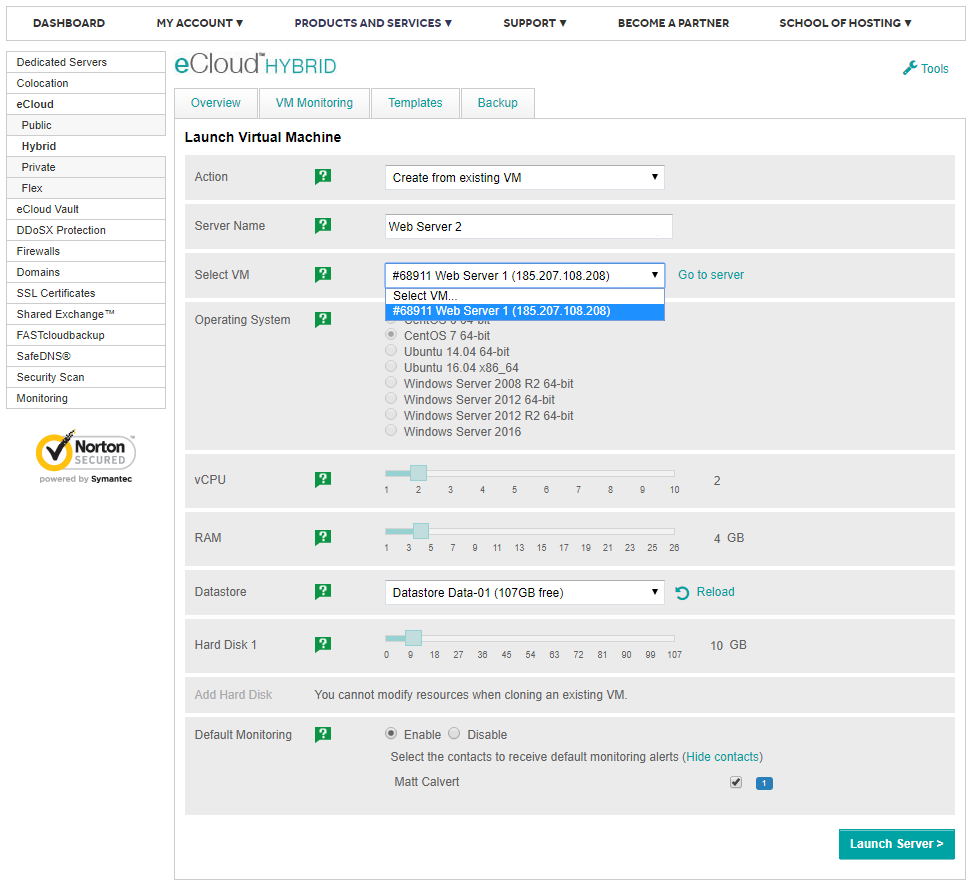 DASHBOARD MY ACCOUNT ▼ PRODUCTS AND SERVICES ▼ SUPPORT ▼ BECOME A PARTNER SCHOOL OF HOSTING ▼
Dedicated Servers
Colocation
eCloud
Public
Hybrid
Private
Flex
eCloud Vault
DDoSX Protection
Firewalls
Domains
SSL Certificates
Shared Exchange™
FASTcloudbackup
SafeDNS®
Security Scan
Monitoring
Norton™
SECURED
powered by Symantec
eCloud™HYBRID
Tools
Overview VM Monitoring Templates Backup
Launch Virtual Machine
Action ? Create from existing VM ▼
Server Name ? Web Server 2
Select VM ? #68911 Web Server 1 (185.207.108.208) ▼ Go to server
Select VM...
#68911 Web Server 1 (185.207.108.208)
Operating System ? CentOS 6 64-bit
CentOS 7 64-bit
Ubuntu 14.04 64-bit
Ubuntu 16.04 x86_64
Windows Server 2008 R2 64-bit
Windows Server 2012 64-bit
Windows Server 2012 R2 64-bit
Windows Server 2016
vCPU ? 2
1 2 3 4 5 6 7 8 9 10
RAM ? 4 GB
1 3 5 7 9 11 13 15 17 19 21 23 25 26
Datastore ? Datastore Data-01 (107GB free) ▼ Reload
Hard Disk 1 ? 10 GB
0 9 18 27 36 45 54 63 72 81 90 99 107
Add Hard Disk You cannot modify resources when cloning an existing VM.
Default Monitoring ? Enable Disable
Select the contacts to receive default monitoring alerts (Hide contacts)
Matt Calvert 1
Launch Server >